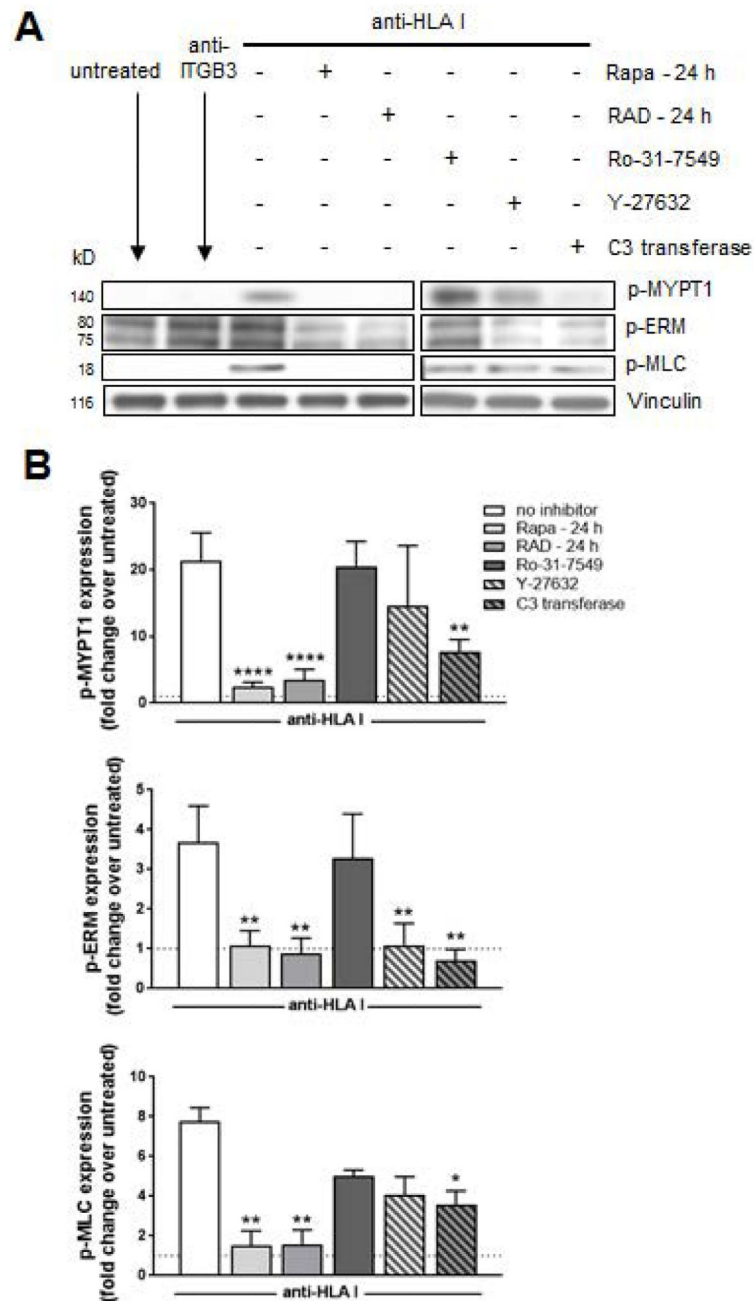 A
anti-HLA I
untreated
anti-
ITGB3
- + - - - - Rapa - 24 h
- - + - - - RAD - 24 h
- - - + - - Ro-31-7549
- - - - + - Y-27632
- - - - - + C3 transferase
kD
140 p-MYPT1
80
75
p-ERM
18 p-MLC
116 Vinculin
B
p-MYPT1 expression
(fold change over untreated)
30
20
10
0
**** **** **
anti-HLA I
no inhibitor
Rapa - 24 h
RAD - 24 h
Ro-31-7549
Y-27632
C3 transferase
p-ERM expression
(fold change over untreated)
5
4
3
2
1
0
** ** ** **
anti-HLA I
p-MLC expression
(fold change over untreated)
10
8
6
4
2
0
** ** *
anti-HLA I